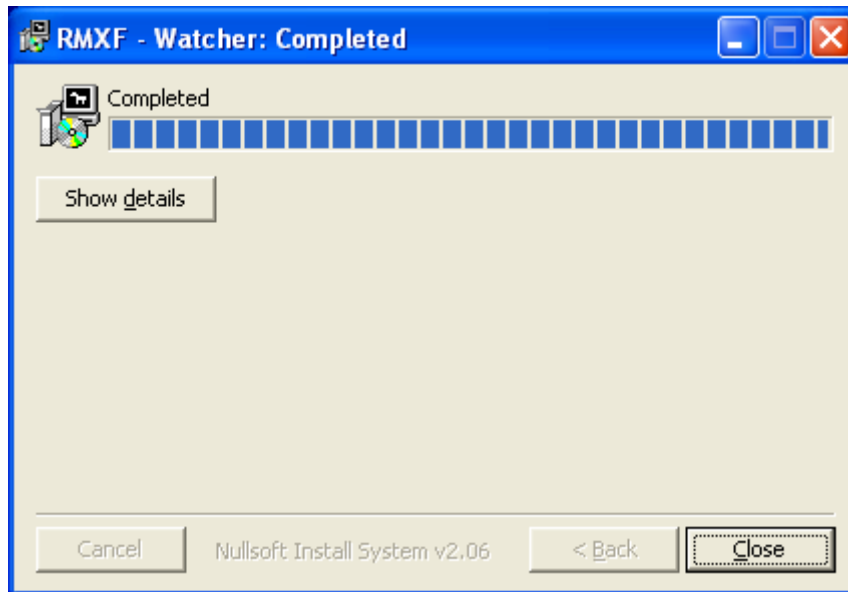 RMXF - Watcher: Completed
Completed
Show details
Cancel
Nullsoft Install System v2.06
< Back
Close